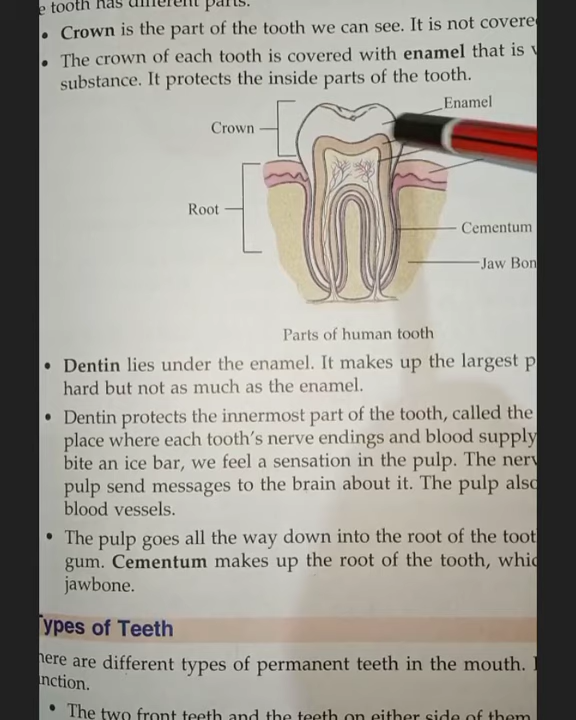 e tooth has different parts.
• Crown is the part of the tooth we can see. It is not covere
• The crown of each tooth is covered with enamel that is
substance. It protects the inside parts of the tooth.
Enamel
Crown
Root
Cementum
Jaw Bon
Parts of human tooth
• Dentin lies under the enamel. It makes up the largest p
hard but not as much as the enamel.
• Dentin protects the innermost part of the tooth, called the
place where each tooth's nerve endings and blood supply
bite an ice bar, we feel a sensation in the pulp. The nerv
pulp send messages to the brain about it. The pulp also
blood vessels.
• The pulp goes all the way down into the root of the toot
gum. Cementum makes up the root of the tooth, whic
jawbone.
Types of Teeth
here are different types of permanent teeth in the mouth.
nction.
• The two front teeth and the teeth on either side of them